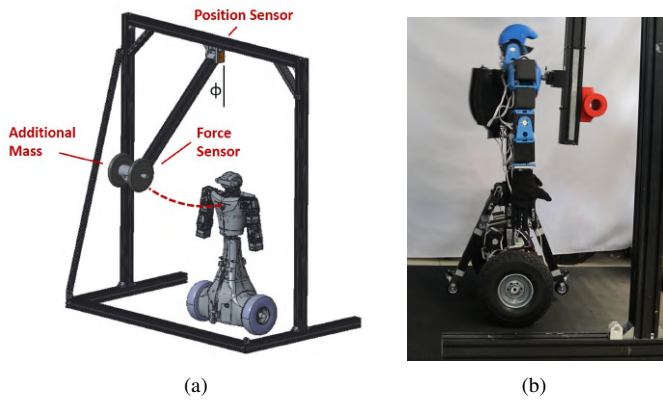 Position Sensor
ϕ
Additional
Mass
Force
Sensor
(a)
(b)